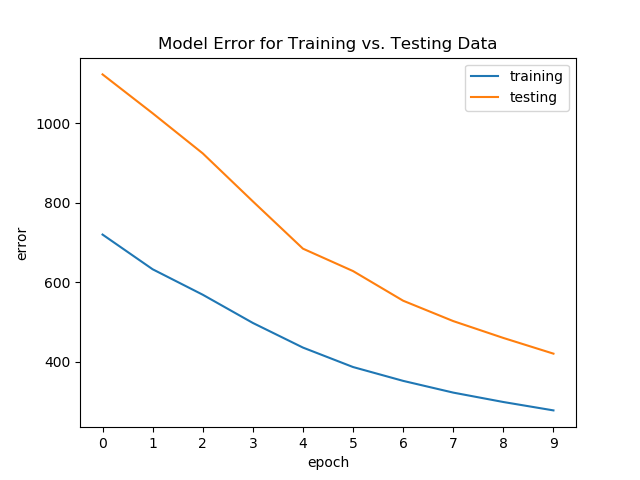 Model Error for Training vs. Testing Data
training
testing
1000
800
600
400
error
0 1 2 3 4 5 6 7 8 9
epoch